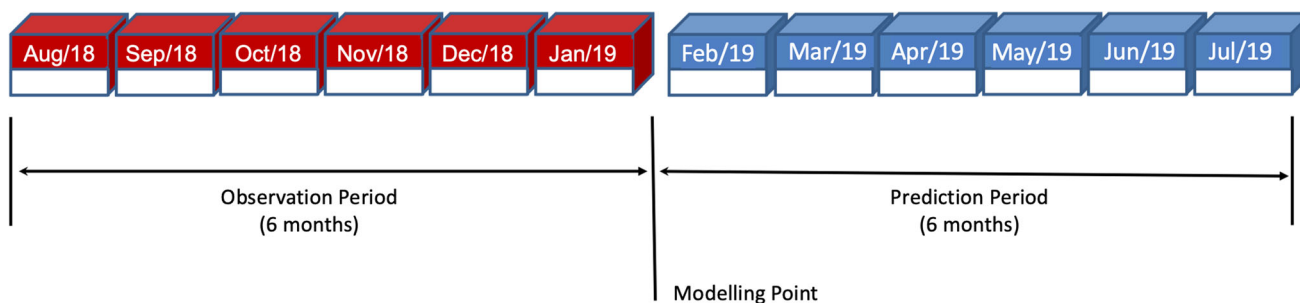 Aug/18 Sep/18 Oct/18 Nov/18 Dec/18 Jan/19 Feb/19 Mar/19 Apr/19 May/19 Jun/19 Jul/19
Observation Period
(6 months)
Prediction Period
(6 months)
Modelling Point